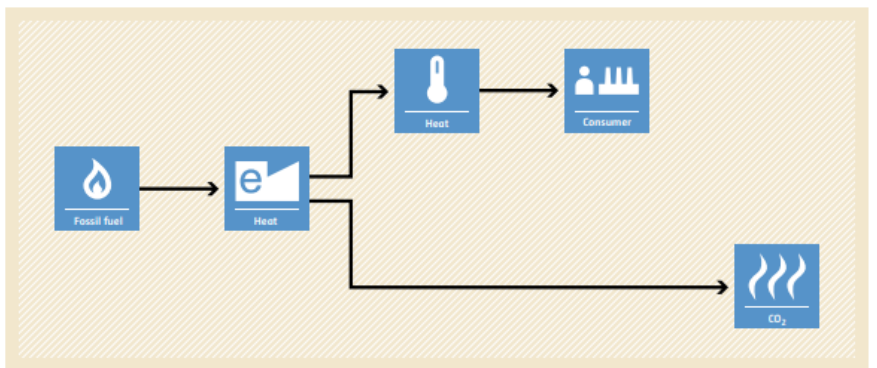 Heat
Consumer
Fossil fuel
e
Heat
CO₂